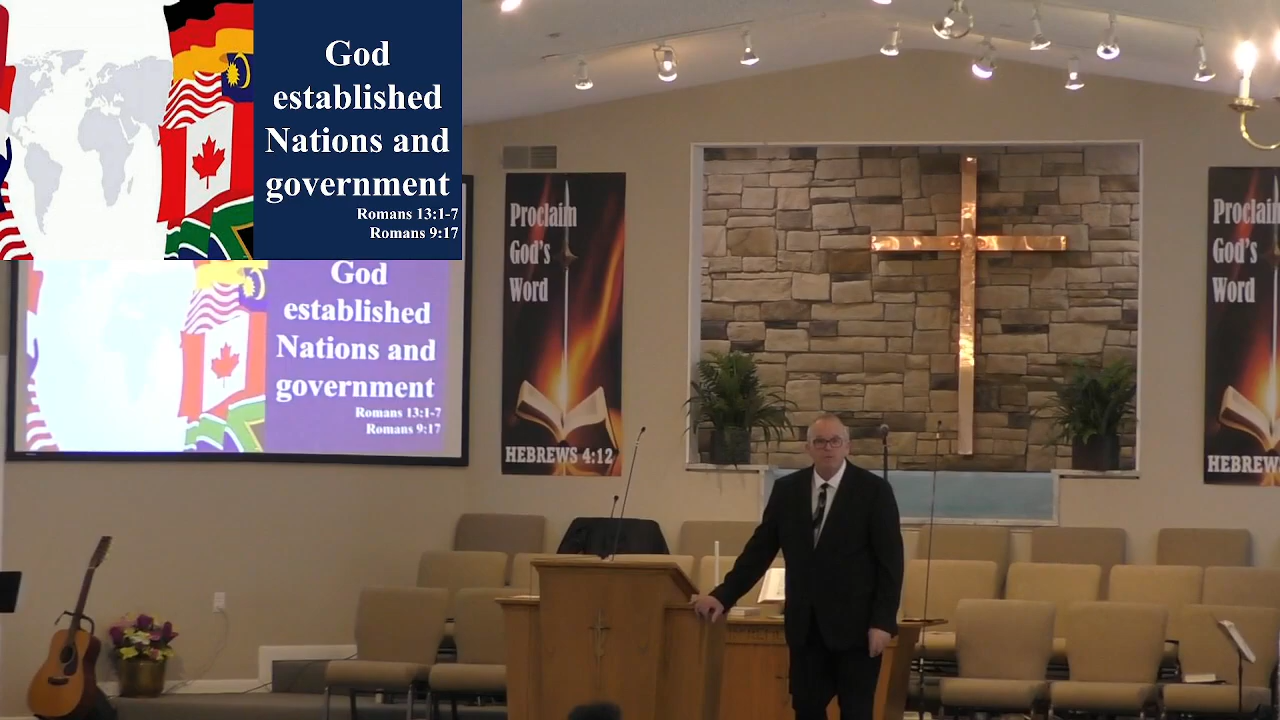 God
established
Nations and
government
Romans 13:1-7
Romans 9:17
God
established
Nations and
government
Romans 13:1-7
Romans 9:17
Proclaim
God's
Word
HEBREWS 4:12
Proclaim
God's
Word
HEBREWS